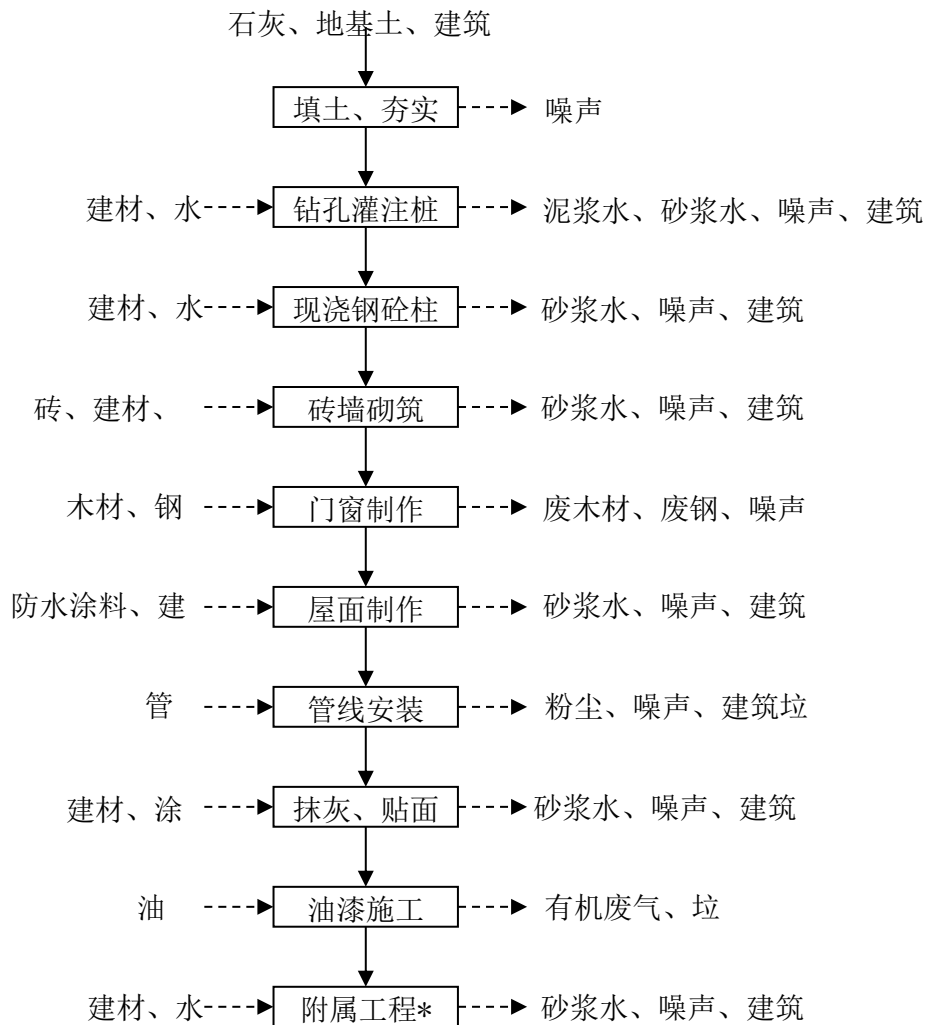 石灰、地基土、建筑
填土、夯实 噪声
建材、水 钻孔灌注桩 泥浆水、砂浆水、噪声、建筑
建材、水 现浇钢砼柱 砂浆水、噪声、建筑
砖、建材、 砖墙砌筑 砂浆水、噪声、建筑
木材、钢 门窗制作 废木材、废钢、噪声
防水涂料、建 屋面制作 砂浆水、噪声、建筑
管 管线安装 粉尘、噪声、建筑垃
建材、涂 抹灰、贴面 砂浆水、噪声、建筑
油 油漆施工 有机废气、垃
建材、水 附属工程* 砂浆水、噪声、建筑